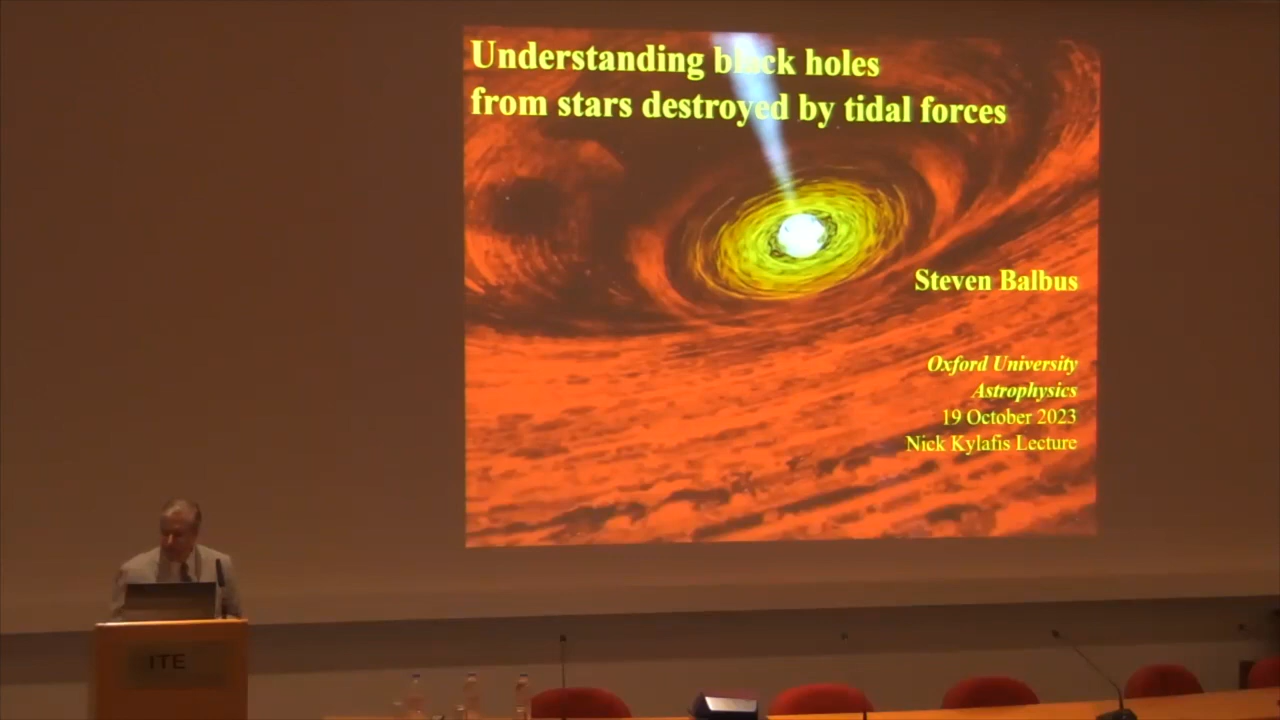 Understanding black holes
from stars destroyed by tidal forces
Steven Balbus
Oxford University
Astrophysics
19 October 2023
Nick Kylafis Lecture
ITE